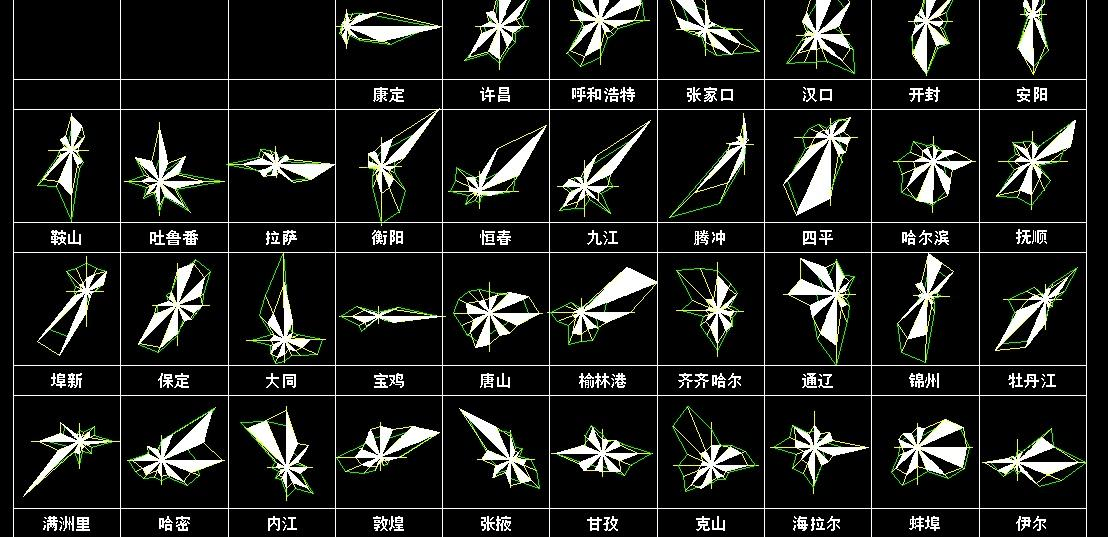 康定 许昌 呼和浩特 张家口 汉口 开封 安阳
鞍山 吐鲁番 拉萨 衡阳 恒春 九江 腾冲 四平 哈尔滨 抚顺
埠新 保定 大同 宝鸡 唐山 榆林港 齐齐哈尔 通辽 锦州 牡丹江
满洲里 哈密 内江 敦煌 张掖 甘孜 克山 海拉尔 蚌埠 伊尔